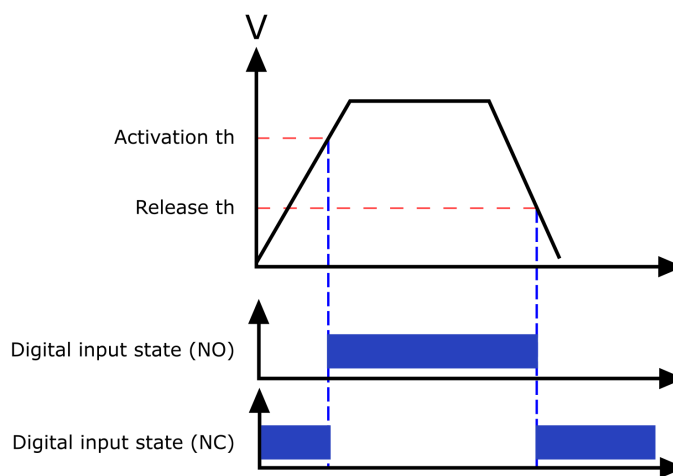 V
Activation th
Release th
Digital input state (NO)
Digital input state (NC)